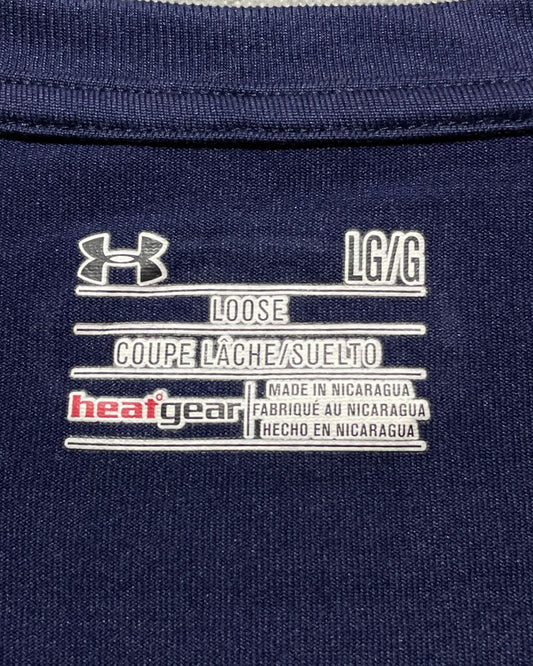 LG/G
LOOSE
COUPE LÂCHE/SUELTO
heatgear
MADE IN NICARAGUA
FABRIQUÉ AU NICARAGUA
HECHO EN NICARAGUA